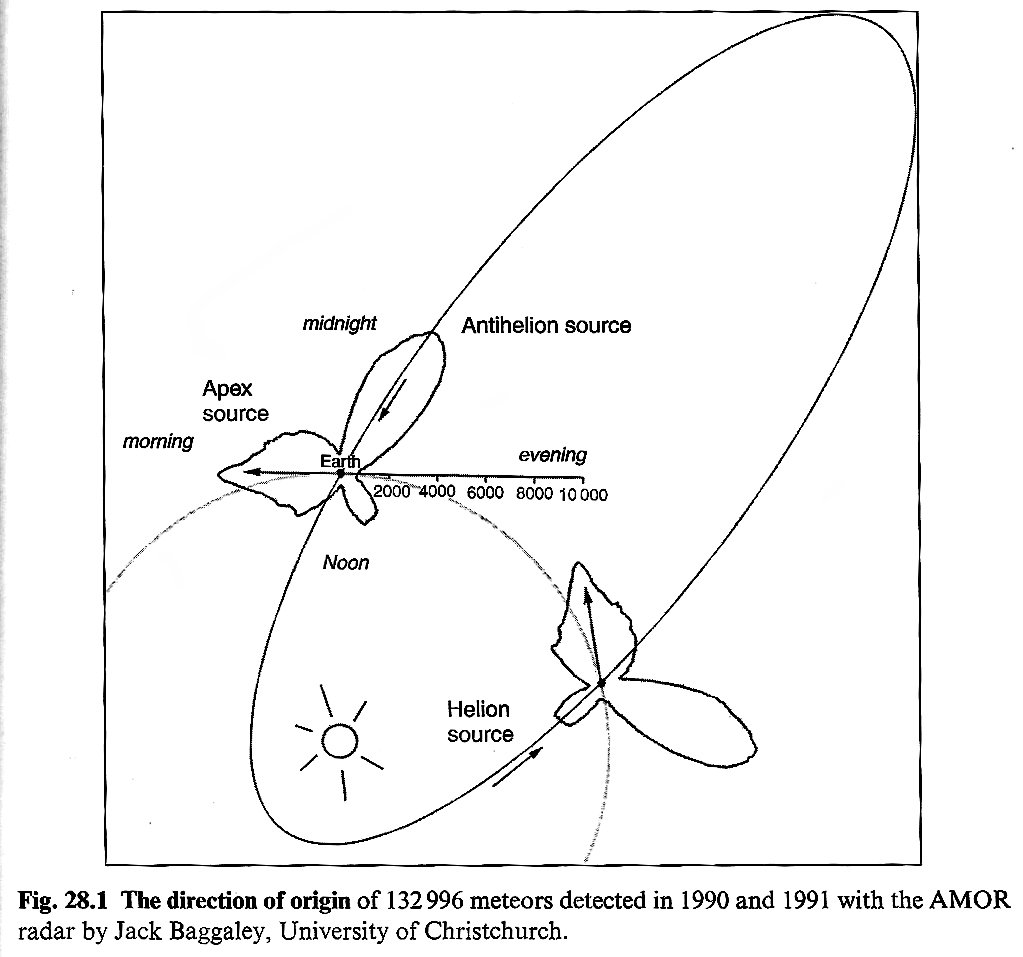 midnight
Antihelion source
Apex
source
morning
Earth
evening
2000 4000 6000 8000 10 000
Noon
Helion
source
Fig. 28.1 The direction of origin of 132 996 meteors detected in 1990 and 1991 with the AMOR
radar by Jack Baggaley, University of Christchurch.